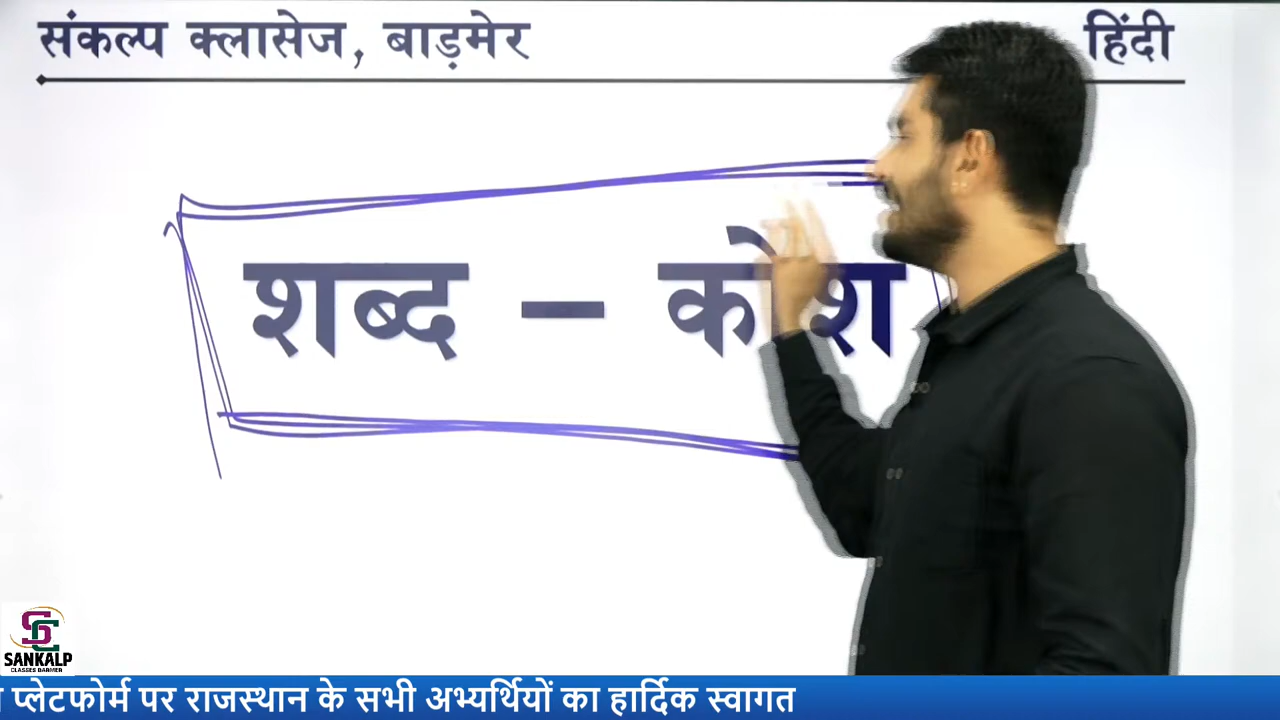 संकल्प क्लासेज, बाड़मेर
हिंदी
शब्द – कोश
SANKALP
CLASSES BARMER
प्लेटफोर्म पर राजस्थान के सभी अभ्यर्थियों का हार्दिक स्वागत